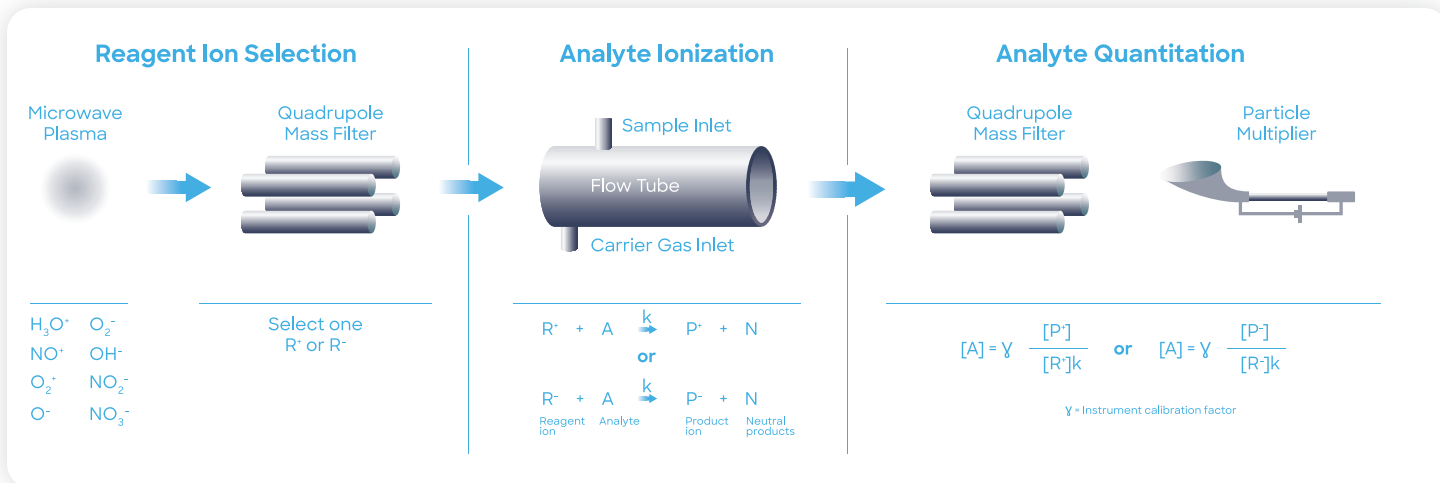 Reagent Ion Selection
Microwave
Plasma
Quadrupole
Mass Filter
H₃O⁺ O₂⁻
NO⁺ OH⁻
O₂⁺ NO₂⁻
O⁻ NO₃⁻
Select one
R⁺ or R⁻
Analyte Ionization
Sample Inlet
Flow Tube
Carrier Gas Inlet
k
R⁺ + A P⁺ + N
or
k
R⁻ + A P⁻ + N
Reagent ion Analyte Product ion Neutral products
Analyte Quantitation
Quadrupole
Mass Filter
Particle
Multiplier
[A] = Ɣ [P⁺] / [R⁺]k or [A] = Ɣ [P⁻] / [R⁻]k
Ɣ = Instrument calibration factor